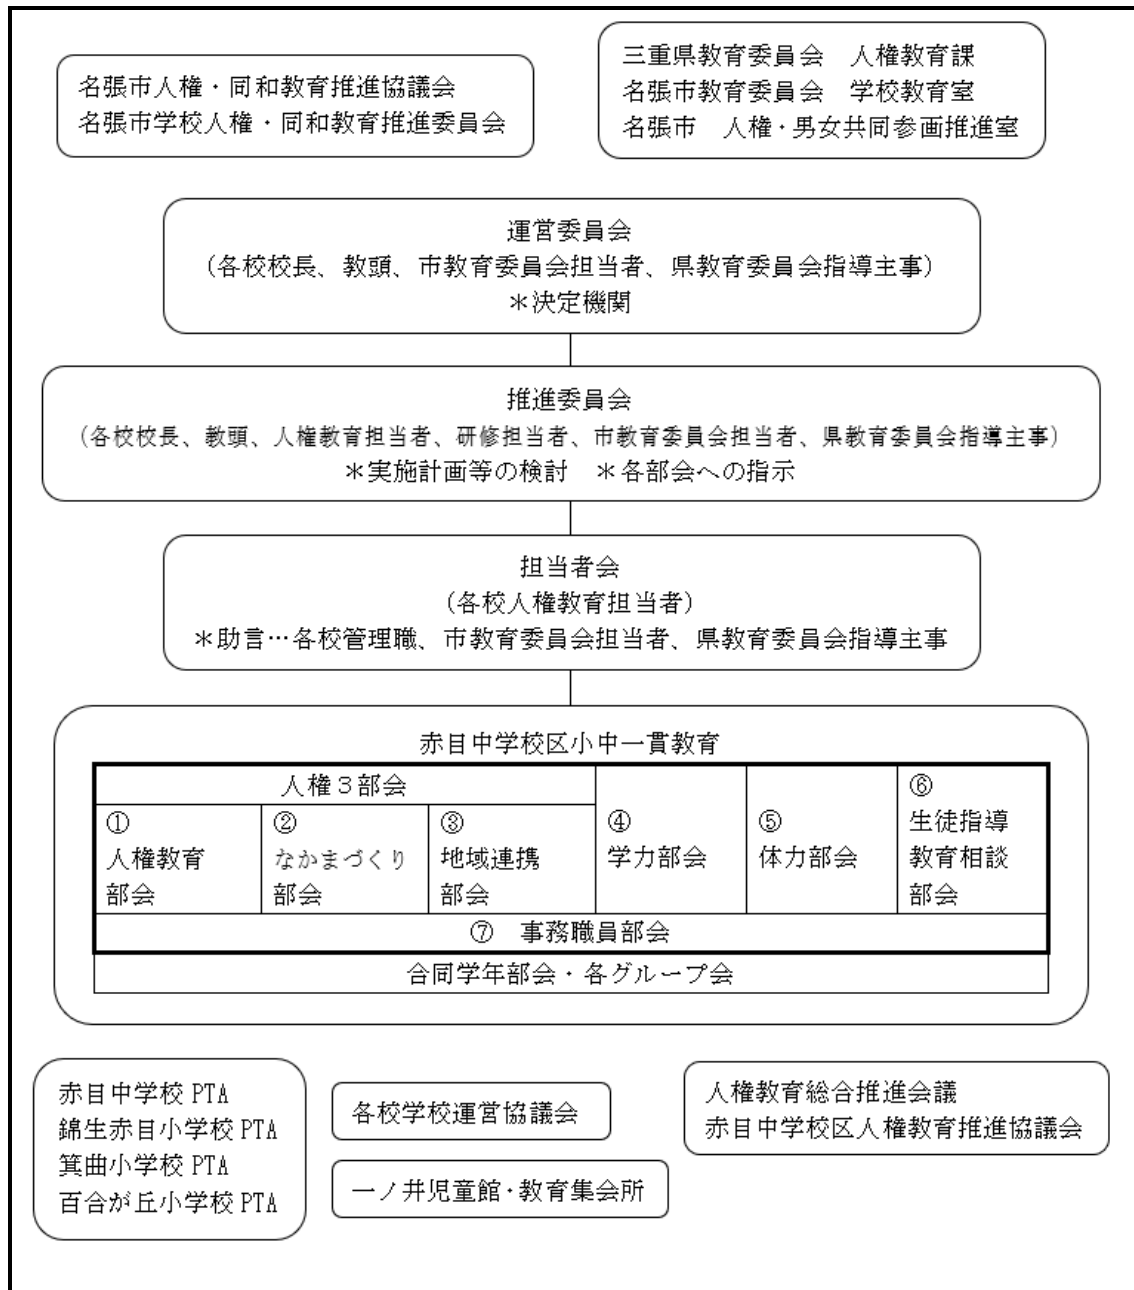 名張市人権・同和教育推進協議会
名張市学校人権・同和教育推進委員会
三重県教育委員会　人権教育課
名張市教育委員会　学校教育室
名張市　人権・男女共同参画推進室
運営委員会
（各校校長、教頭、市教育委員会担当者、県教育委員会指導主事）
＊決定機関
推進委員会
（各校校長、教頭、人権教育担当者、研修担当者、市教育委員会担当者、県教育委員会指導主事）
＊実施計画等の検討　＊各部会への指示
担当者会
（各校人権教育担当者）
＊助言…各校管理職、市教育委員会担当者、県教育委員会指導主事
赤目中学校区小中一貫教育
人権３部会
①
人権教育
部会
②
なかまづくり
部会
③
地域連携
部会
④
学力部会
⑤
体力部会
⑥
生徒指導
教育相談
部会
⑦　事務職員部会
合同学年部会・各グループ会
赤目中学校 PTA
錦生赤目小学校 PTA
箕曲小学校 PTA
百合が丘小学校 PTA
各校学校運営協議会
一ノ井児童館・教育集会所
人権教育総合推進会議
赤目中学校区人権教育推進協議会